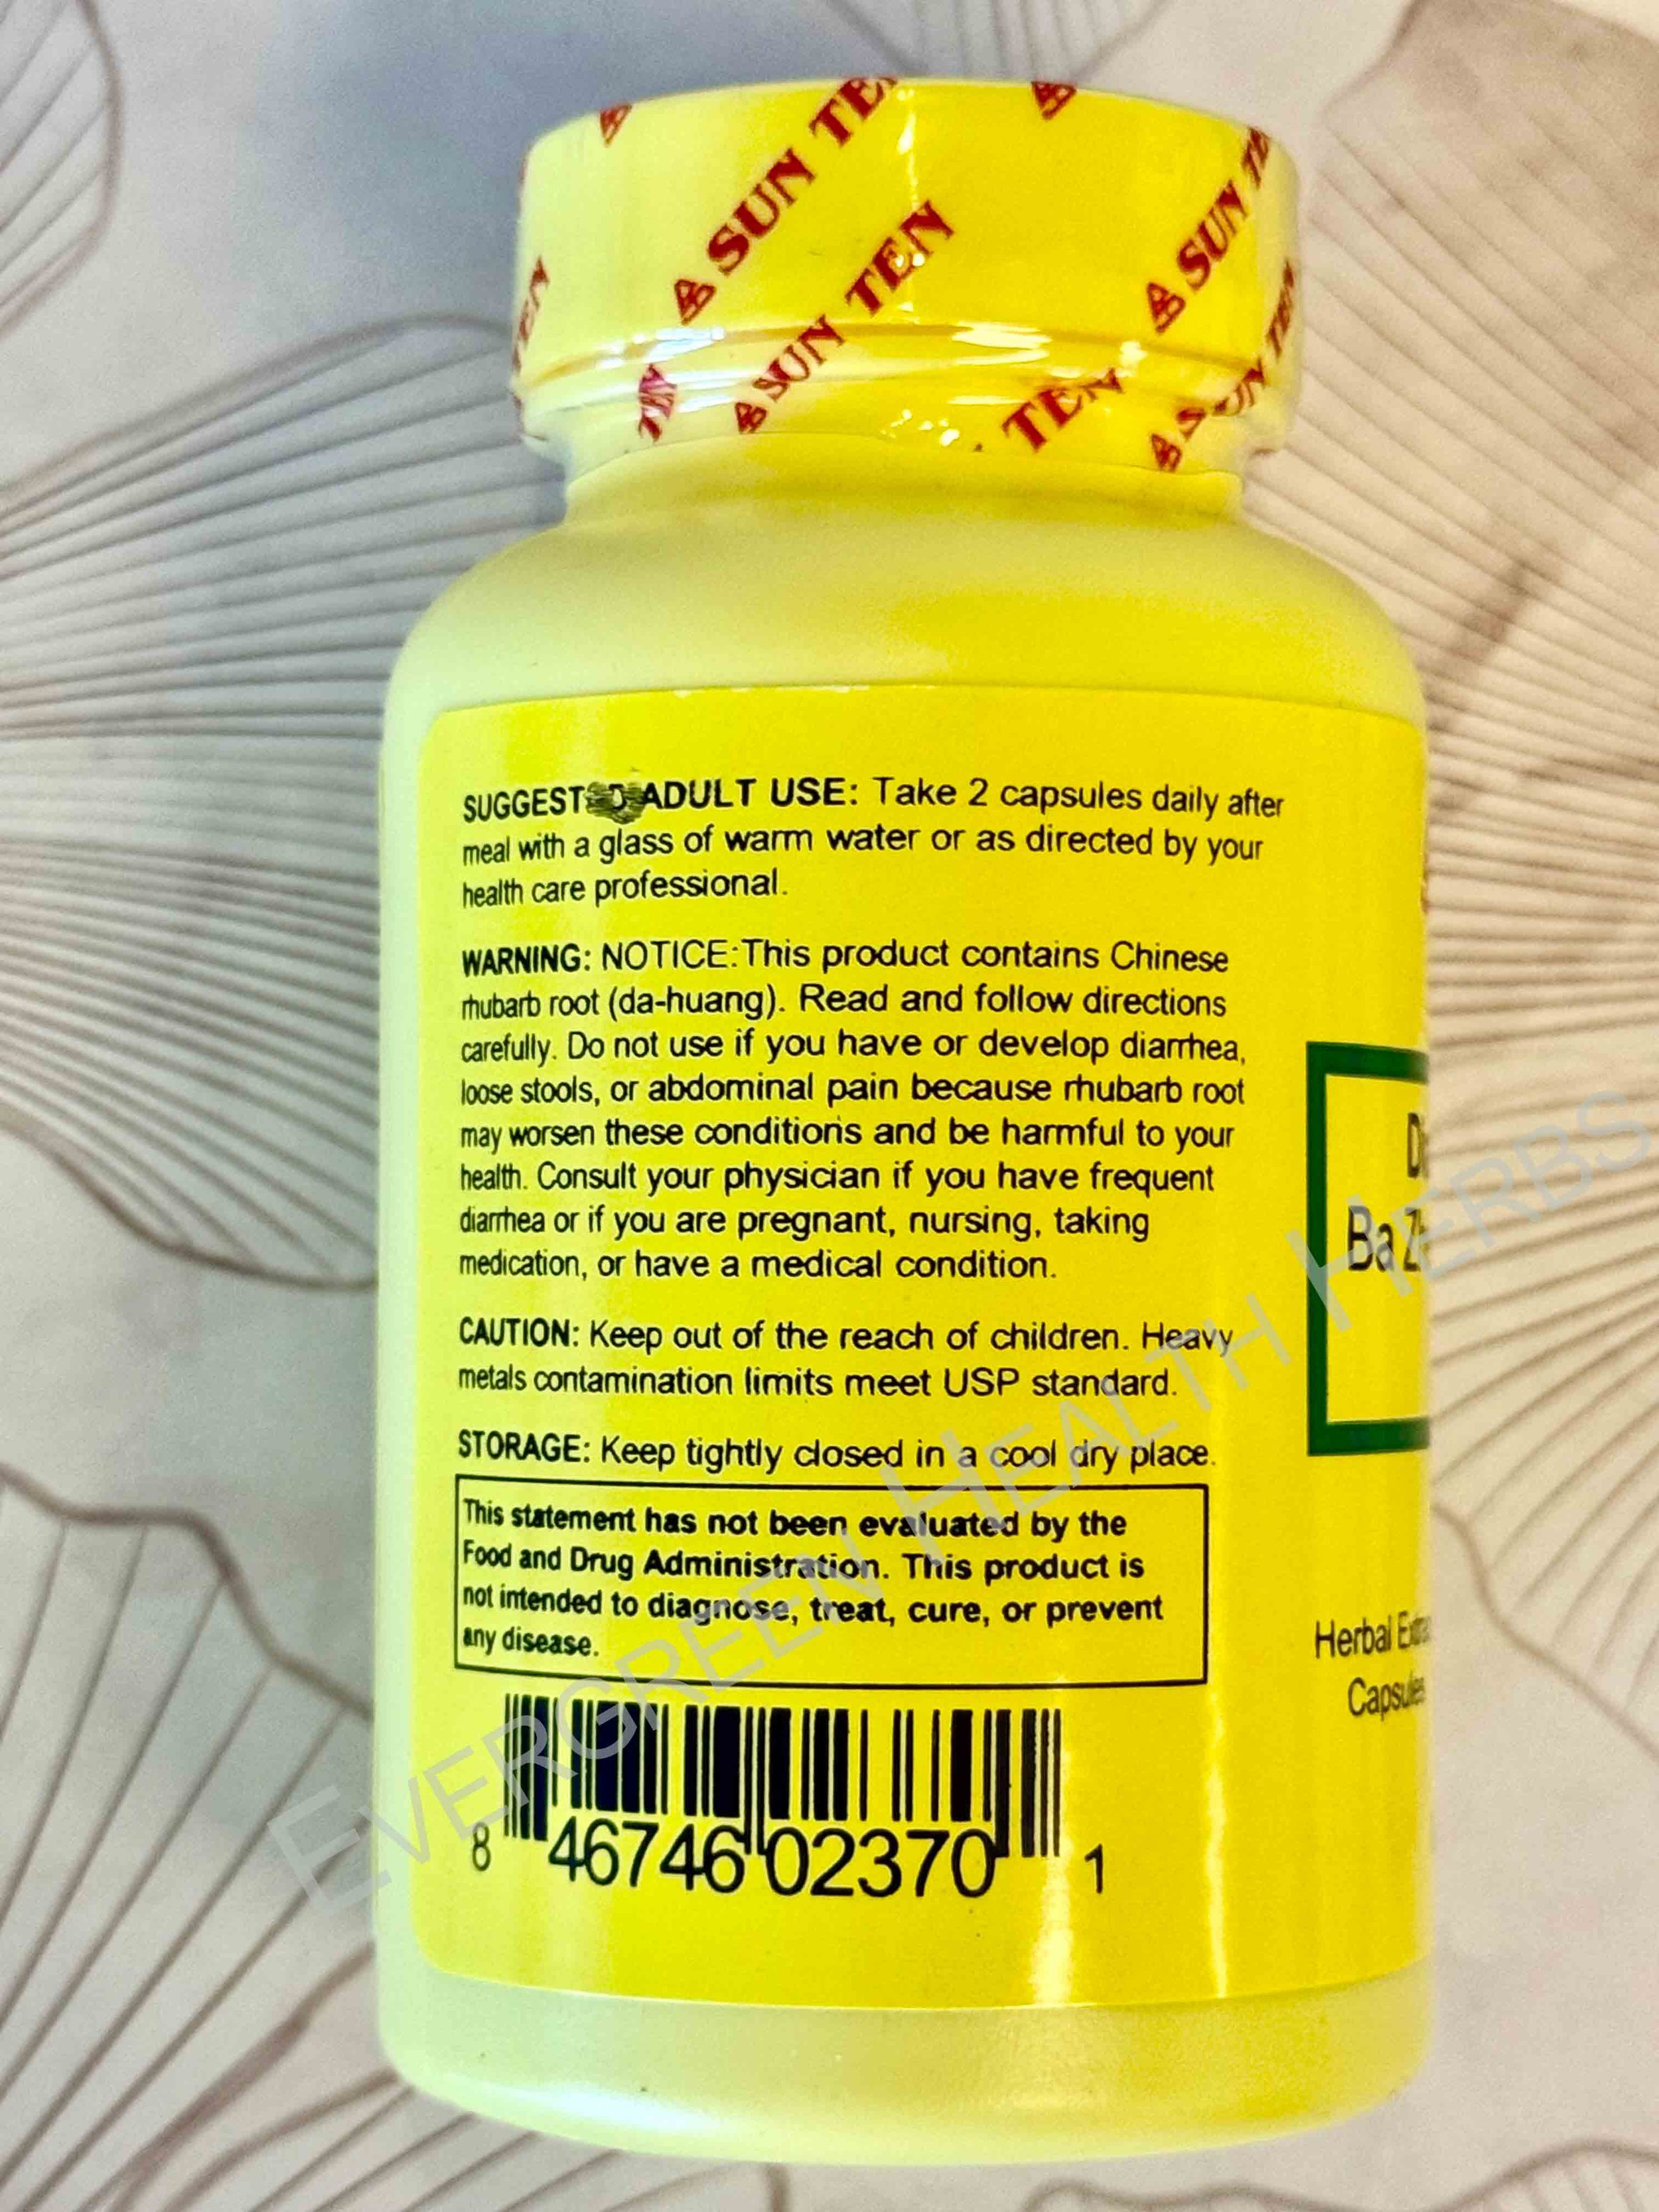 SUN TEN
SUN TEN
SUN TEN
SUN TEN
TEN
SUN TEN
SUGGESTED ADULT USE: Take 2 capsules daily after
meal with a glass of warm water or as directed by your
health care professional.
WARNING: NOTICE:This product contains Chinese
rhubarb root (da-huang). Read and follow directions
carefully. Do not use if you have or develop diarrhea,
loose stools, or abdominal pain because rhubarb root
may worsen these conditions and be harmful to your
health. Consult your physician if you have frequent
diarrhea or if you are pregnant, nursing, taking
medication, or have a medical condition.
CAUTION: Keep out of the reach of children. Heavy
metals contamination limits meet USP standard.
STORAGE: Keep tightly closed in a cool dry place.
This statement has not been evaluated by the
Food and Drug Administration. This product is
not intended to diagnose, treat, cure, or prevent
any disease.
8 46746 02370 1
Ba
Herbal
Capsules
EVERGREEN HEALTH HERBS